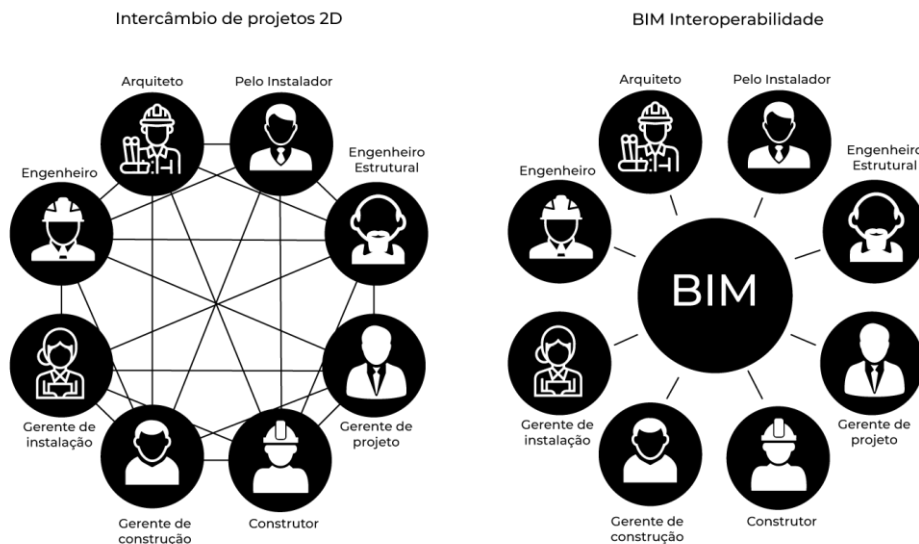 Intercâmbio de projetos 2D
Arquiteto
Pelo Instalador
Engenheiro
Engenheiro
Estrutural
Gerente de
instalação
Gerente de
projeto
Gerente de
construção
Construtor
BIM Interoperabilidade
Arquiteto
Pelo Instalador
Engenheiro
Engenheiro
Estrutural
BIM
Gerente de
instalação
Gerente de
projeto
Gerente de
construção
Construtor